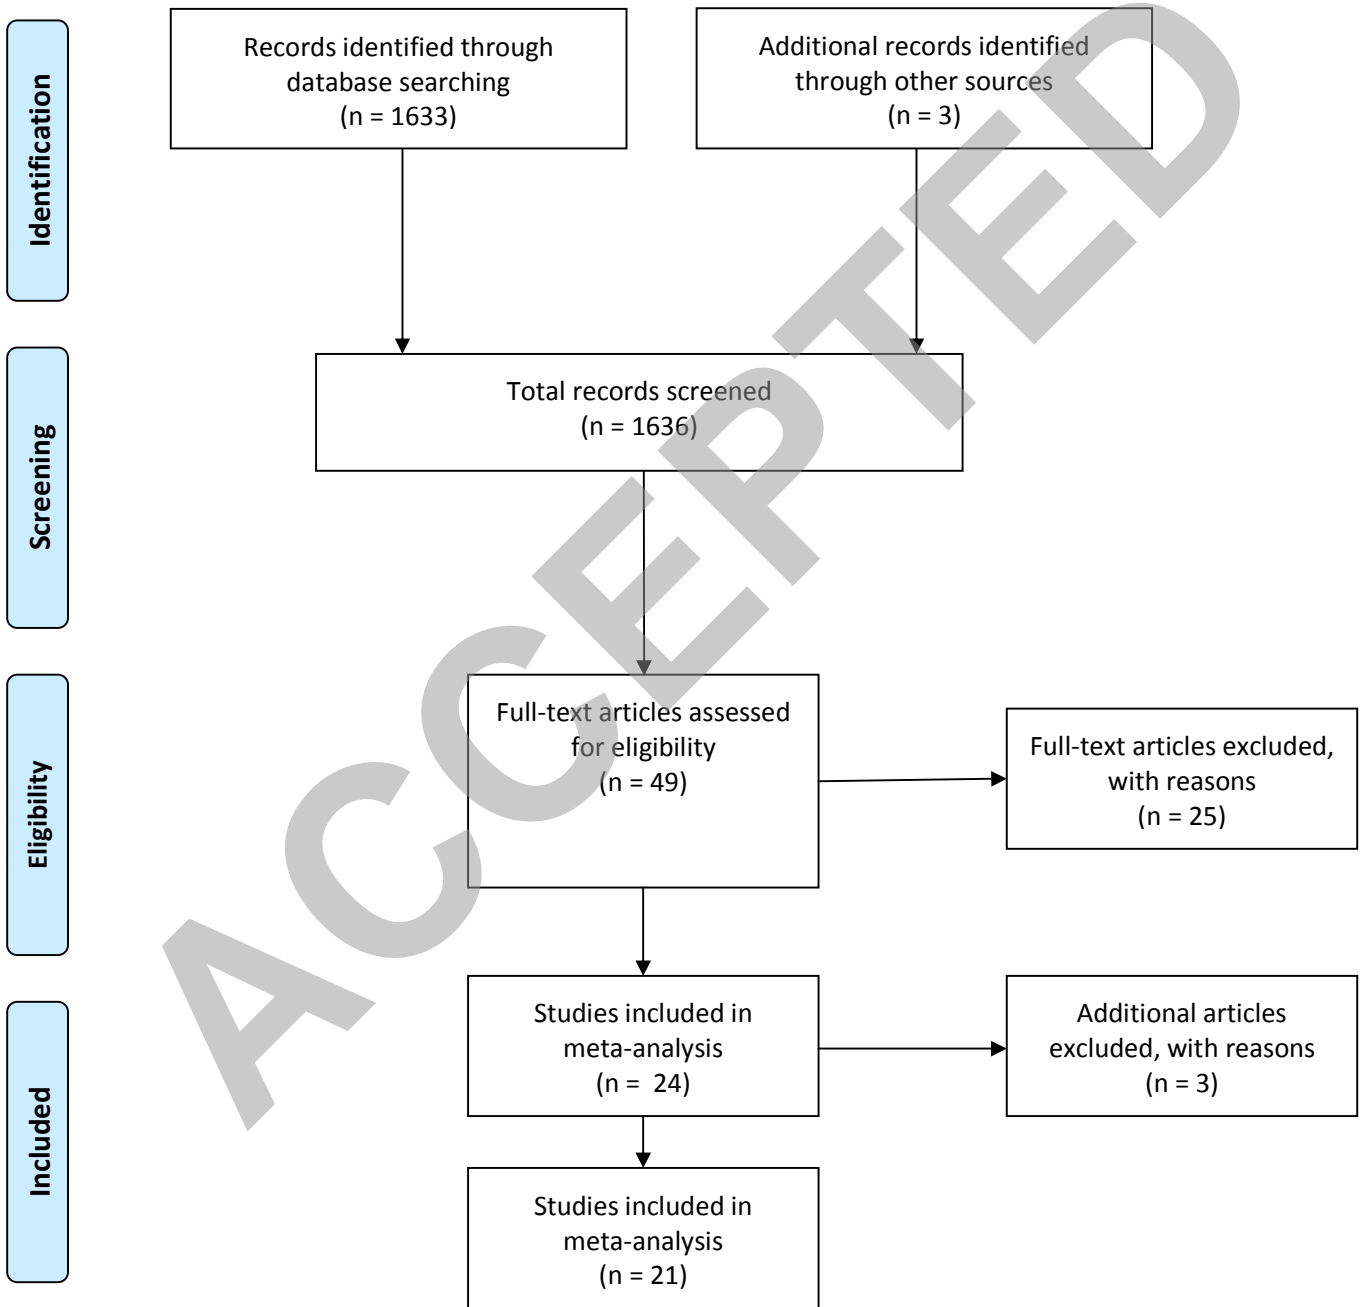 Identification
Records identified through
database searching
(n = 1633)
Additional records identified
through other sources
(n = 3)
Screening
Total records screened
(n = 1636)
Eligibility
Full-text articles assessed
for eligibility
(n = 49)
Full-text articles excluded,
with reasons
(n = 25)
Included
Studies included in
meta-analysis
(n = 24)
Additional articles
excluded, with reasons
(n = 3)
Studies included in
meta-analysis
(n = 21)
ACCEPTED